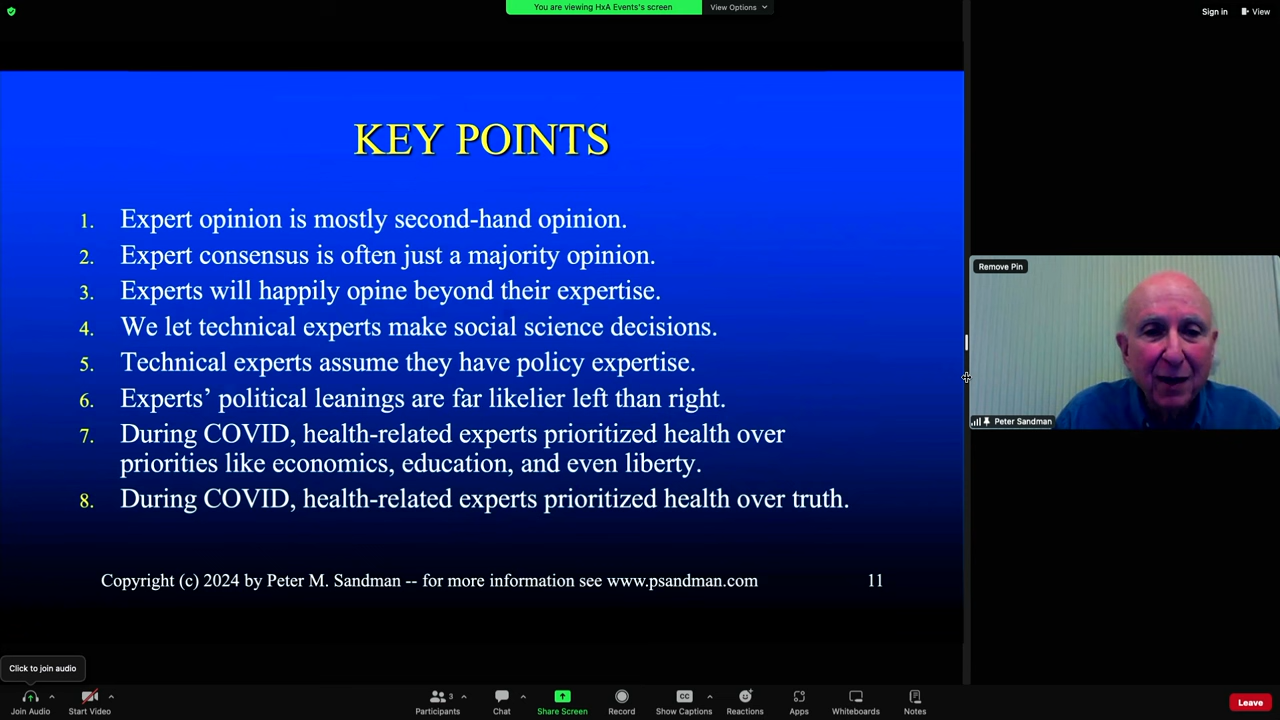 You are viewing HxA Events's screen
View Options
Sign in
View
KEY POINTS
1. Expert opinion is mostly second-hand opinion.
2. Expert consensus is often just a majority opinion.
3. Experts will happily opine beyond their expertise.
4. We let technical experts make social science decisions.
5. Technical experts assume they have policy expertise.
6. Experts’ political leanings are far likelier left than right.
7. During COVID, health-related experts prioritized health over
priorities like economics, education, and even liberty.
8. During COVID, health-related experts prioritized health over truth.
Copyright (c) 2024 by Peter M. Sandman -- for more information see www.psandman.com 11
Remove Pin
Peter Sandman
Click to join audio
Join Audio
Start Video
Participants
3
Chat
Share Screen
Record
CC
Show Captions
Reactions
Apps
Whiteboards
Notes
Leave